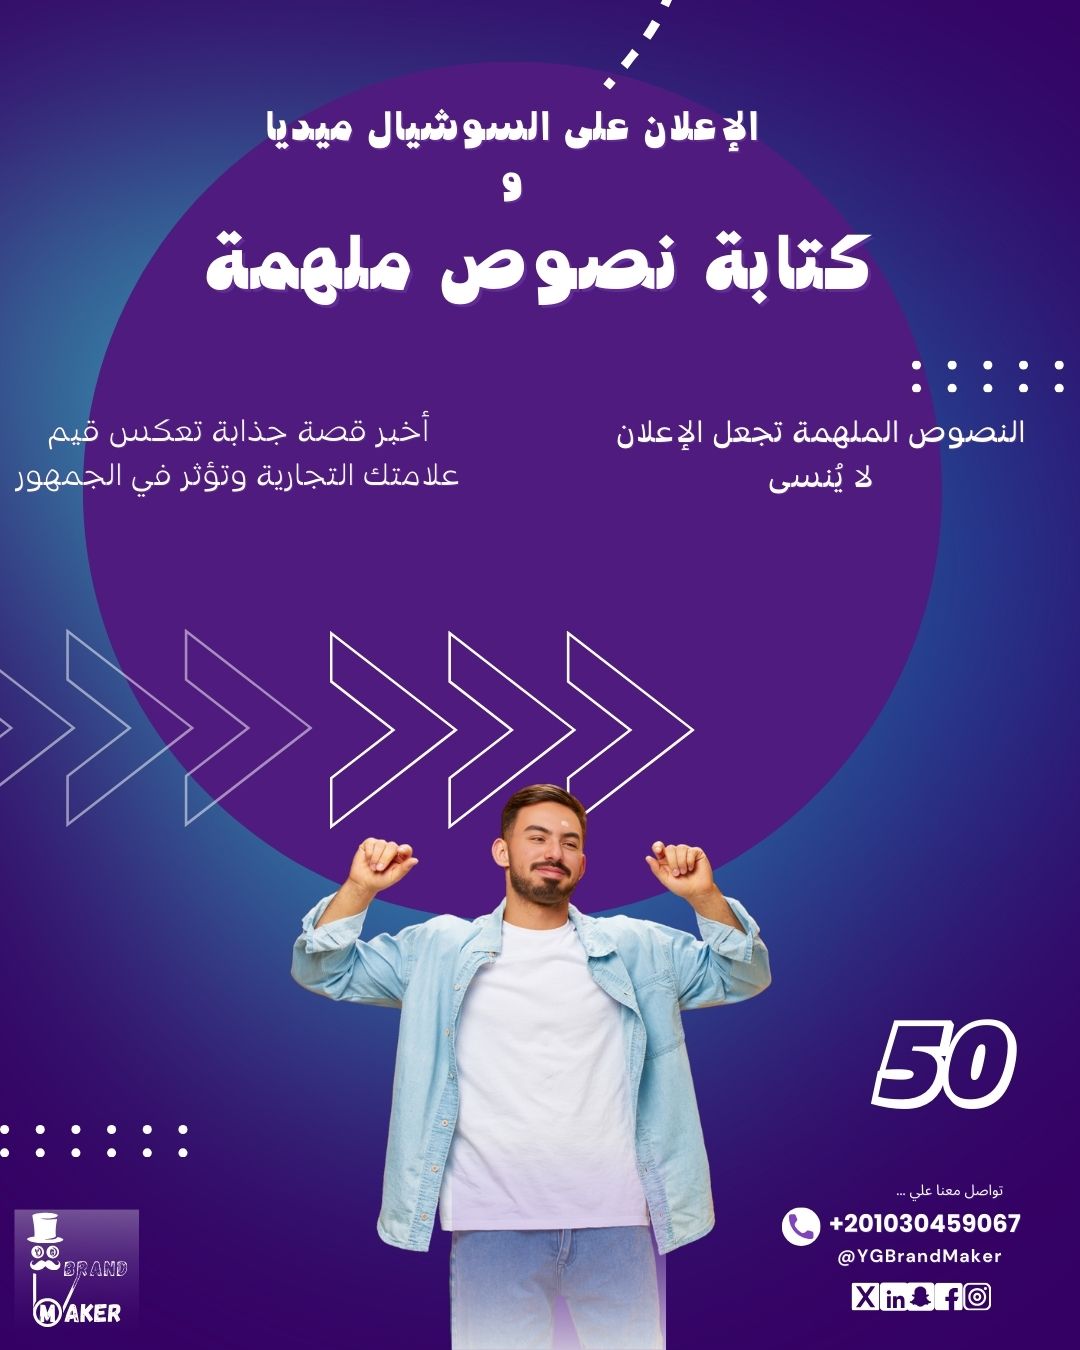 الإعلان على السوشيال ميديا
و
كتابة نصوص ملهمة
النصوص الملهمة تجعل الإعلان
لا يُنسى
أخبر قصة جذابة تعكس قيم
علامتك التجارية وتؤثر في الجمهور
50
تواصل معنا علي ...
+201030459067
@YGBrandMaker
BRAND
MAKER